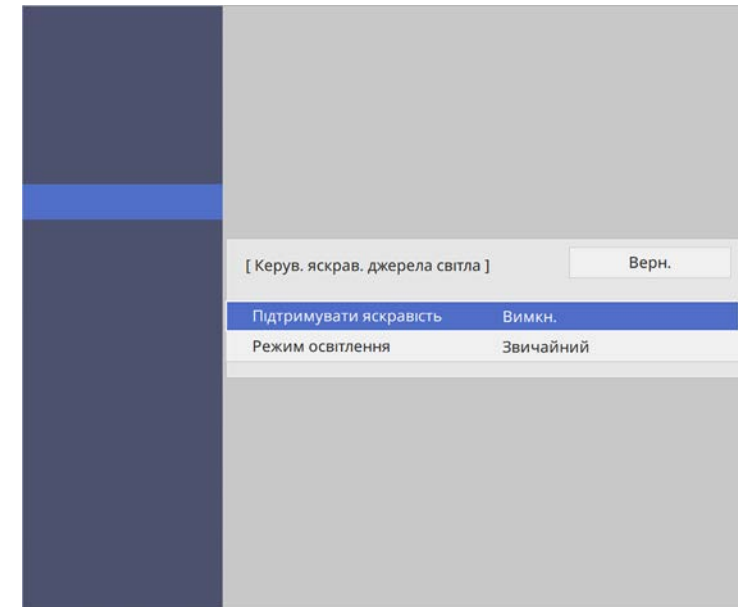 [ Керув. яскрав. джерела світла ] Верн.
Підтримувати яскравість Вимкн.
Режим освітлення Звичайний